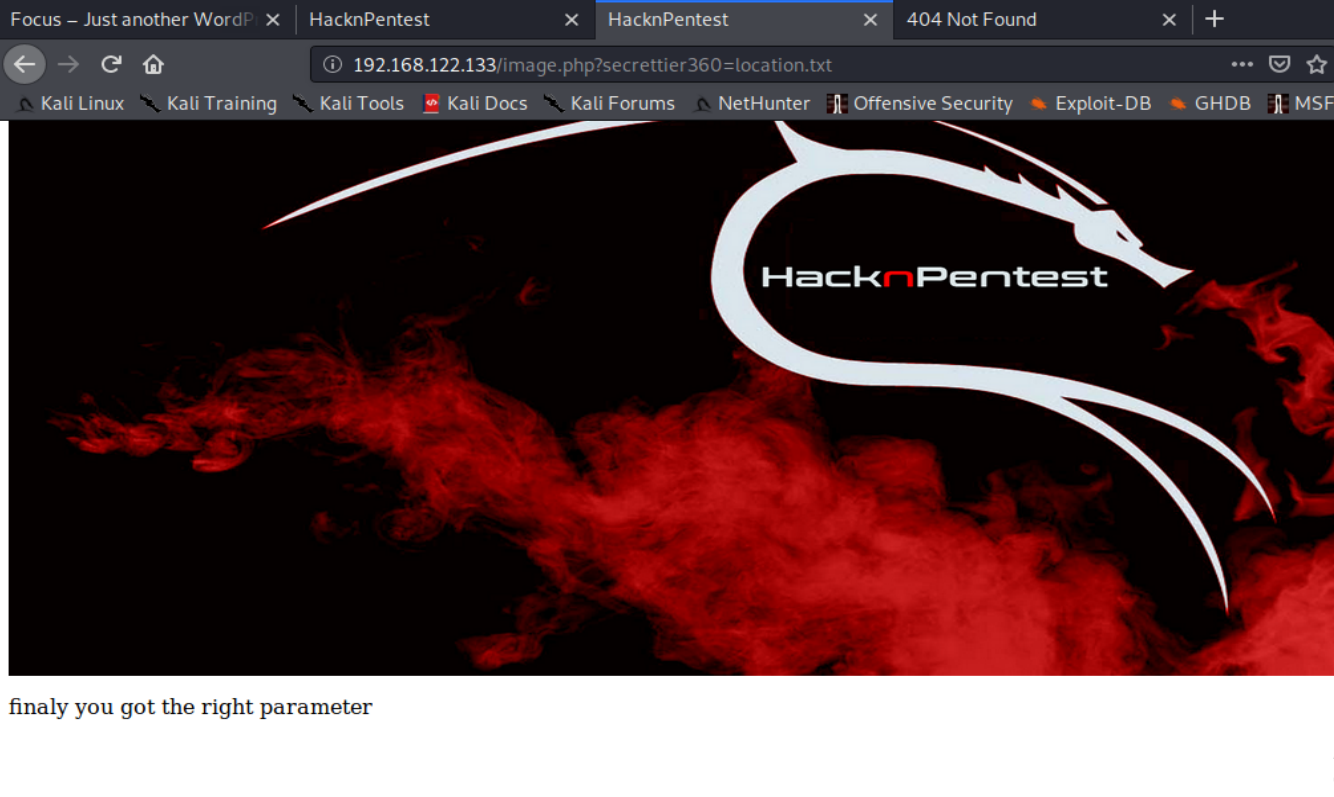 Focus – Just another WordP
HacknPentest
HacknPentest
404 Not Found
192.168.122.133/image.php?secrettier360=location.txt
Kali Linux Kali Training Kali Tools Kali Docs Kali Forums NetHunter Offensive Security Exploit-DB GHDB MSF
HacknPentest
finaly you got the right parameter